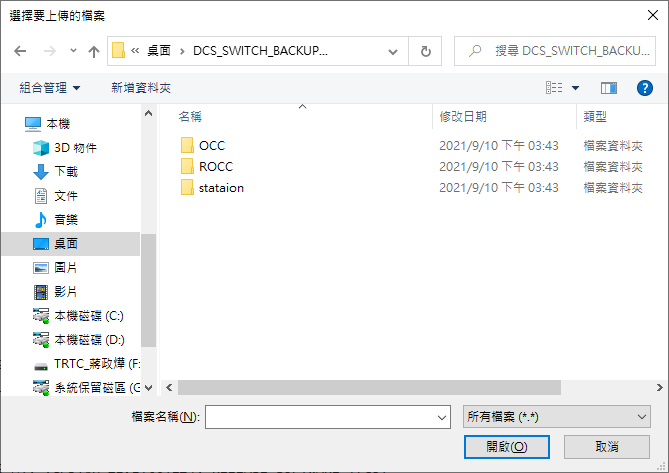 選擇要上傳的檔案
« 桌面 > DCS_SWITCH_BACKUP...
搜尋 DCS_SWITCH_BACKU...
組合管理 新增資料夾
名稱 修改日期 類型
本機
3D 物件
下載
文件
音樂
桌面
圖片
影片
本機磁碟 (C:)
本機磁碟 (D:)
TRTC_蔣政燁 (F:
系統保留磁區 (G
OCC 2021/9/10 下午 03:43 檔案資料夾
ROCC 2021/9/10 下午 03:43 檔案資料夾
stataion 2021/9/10 下午 03:43 檔案資料夾
檔案名稱(N):
所有檔案 (*.*)
開啟(O) 取消